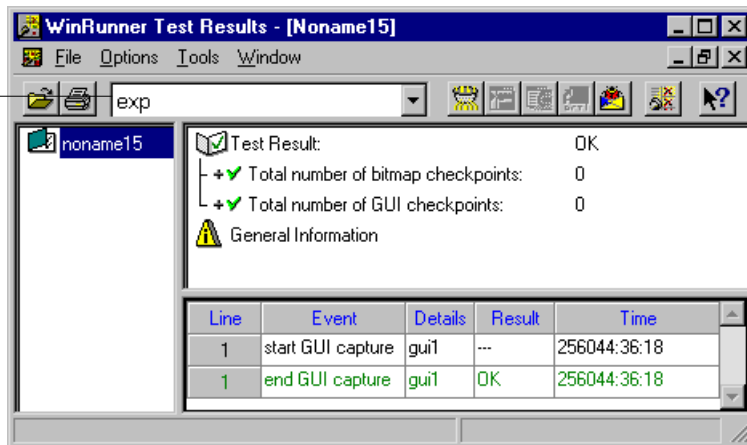 WinRunner Test Results - [Noname15]
File Options Tools Window
exp
noname15
Test Result: OK
Total number of bitmap checkpoints: 0
Total number of GUI checkpoints: 0
General Information
Line Event Details Result Time
1 start GUI capture gui1 --- 256044:36:18
1 end GUI capture gui1 OK 256044:36:18